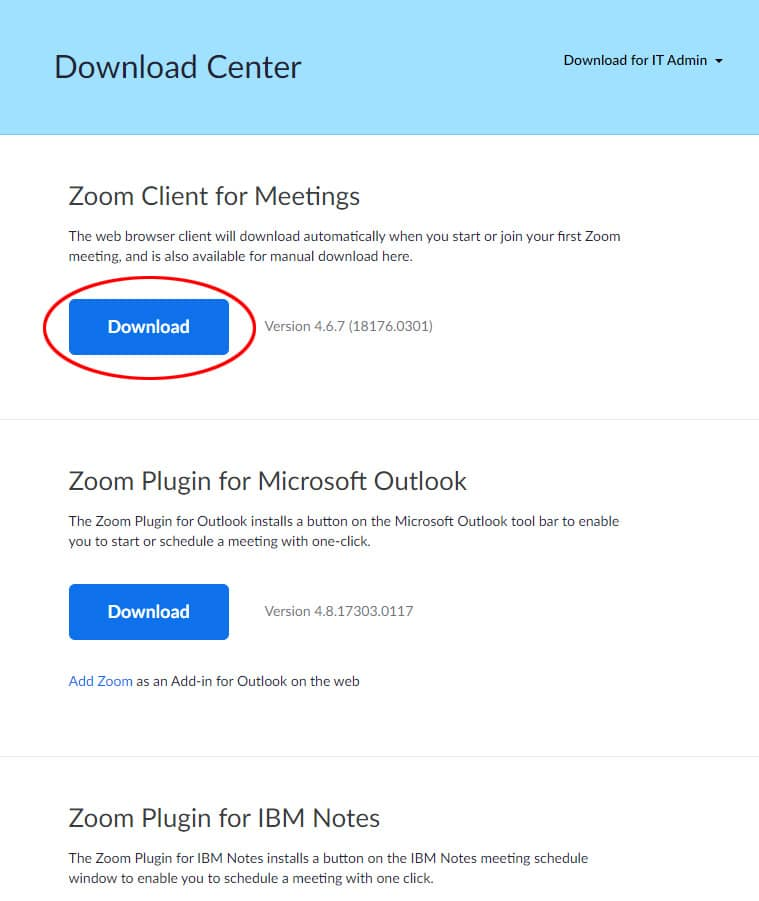 Download Center
Download for IT Admin
Zoom Client for Meetings
The web browser client will download automatically when you start or join your first Zoom
meeting, and is also available for manual download here.
Download
Version 4.6.7 (18176.0301)
Zoom Plugin for Microsoft Outlook
The Zoom Plugin for Outlook installs a button on the Microsoft Outlook tool bar to enable
you to start or schedule a meeting with one-click.
Download
Version 4.8.17303.0117
Add Zoom as an Add-in for Outlook on the web
Zoom Plugin for IBM Notes
The Zoom Plugin for IBM Notes installs a button on the IBM Notes meeting schedule
window to enable you to schedule a meeting with one click.